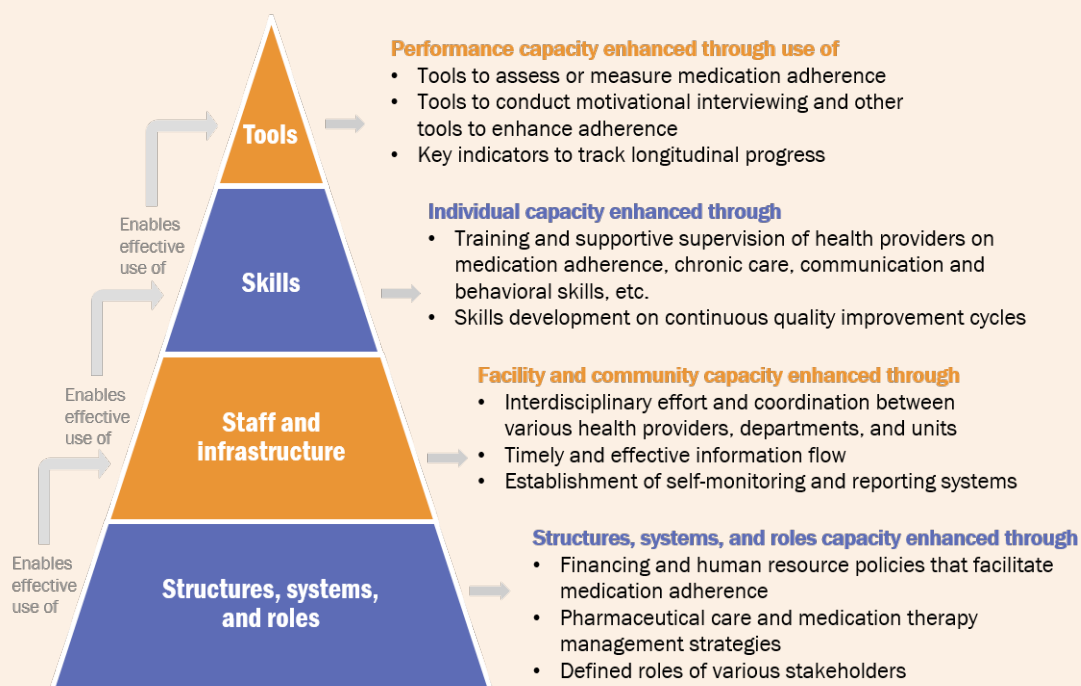 Performance capacity enhanced through use of
• Tools to assess or measure medication adherence
• Tools to conduct motivational interviewing and other
tools to enhance adherence
• Key indicators to track longitudinal progress
Tools
Enables
effective
use of
Individual capacity enhanced through
• Training and supportive supervision of health providers on
medication adherence, chronic care, communication and
behavioral skills, etc.
• Skills development on continuous quality improvement cycles
Skills
Enables
effective
use of
Facility and community capacity enhanced through
• Interdisciplinary effort and coordination between
various health providers, departments, and units
• Timely and effective information flow
• Establishment of self-monitoring and reporting systems
Staff and
infrastructure
Enables
effective
use of
Structures, systems, and roles capacity enhanced through
• Financing and human resource policies that facilitate
medication adherence
• Pharmaceutical care and medication therapy
management strategies
• Defined roles of various stakeholders
Structures, systems,
and roles